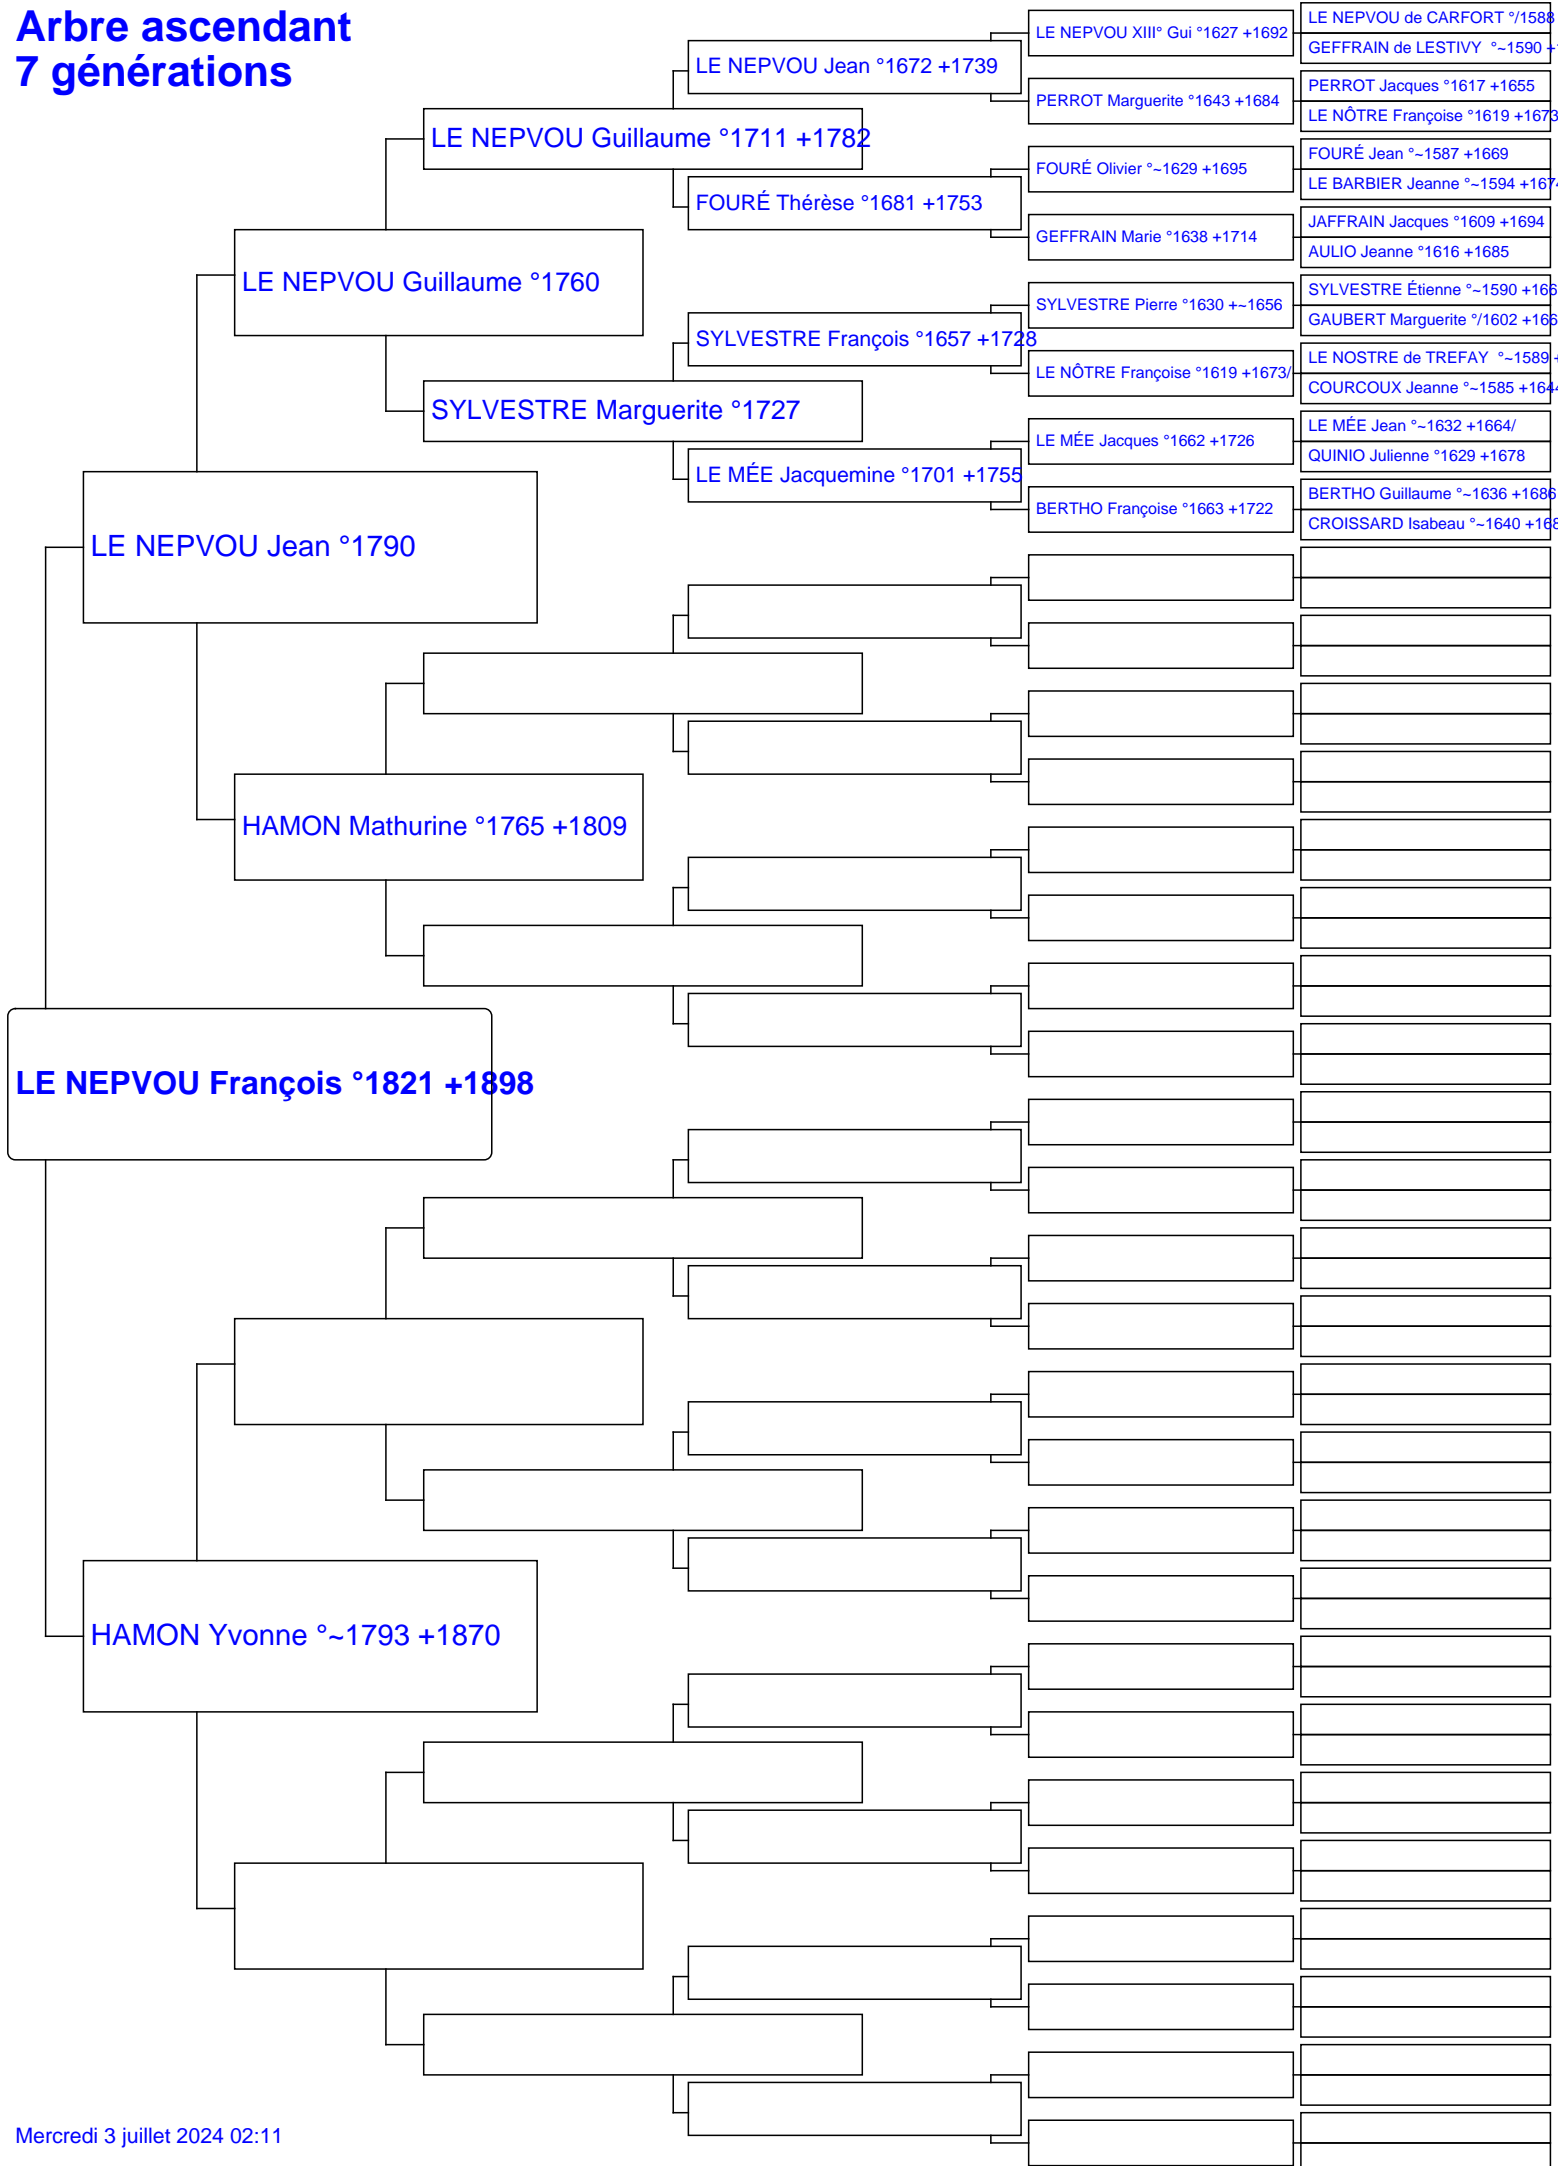 Arbre ascendant
7 générations
LE NEPVOU François °1821 +1898
LE NEPVOU Jean °1790
HAMON Yvonne °~1793 +1870
LE NEPVOU Guillaume °1760
HAMON Mathurine °1765 +1809
LE NEPVOU Guillaume °1711 +1782
SYLVESTRE Marguerite °1727
LE NEPVOU Jean °1672 +1739
FOURÉ Thérèse °1681 +1753
SYLVESTRE François °1657 +1728
LE MÉE Jacquemine °1701 +1755
LE NEPVOU XIII° Gui °1627 +1692
PERROT Marguerite °1643 +1684
FOURÉ Olivier °~1629 +1695
GEFFRAIN Marie °1638 +1714
SYLVESTRE Pierre °1630 +~1656
LE NÔTRE Françoise °1619 +1673/
LE MÉE Jacques °1662 +1726
BERTHO Françoise °1663 +1722
LE NEPVOU de CARFORT °/1588
GEFFRAIN de LESTIVY °~1590
PERROT Jacques °1617 +1655
LE NÔTRE Françoise °1619 +1673
FOURÉ Jean °~1587 +1669
LE BARBIER Jeanne °~1594 +1674
JAFFRAIN Jacques °1609 +1694
AULIO Jeanne °1616 +1685
SYLVESTRE Étienne °~1590 +166
GAUBERT Marguerite °/1602 +166
LE NOSTRE de TREFAY °~1589 +
COURCOUX Jeanne °~1585 +1644
LE MÉE Jean °~1632 +1664/
QUINIO Julienne °1629 +1678
BERTHO Guillaume °~1636 +1686
CROISSARD Isabeau °~1640 +168
Mercredi 3 juillet 2024 02:11